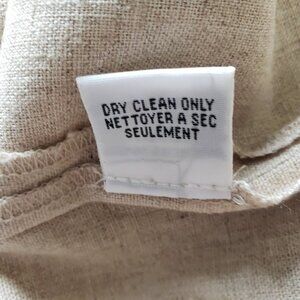 DRY CLEAN ONLY
NETTOYER A SEC
SEULEMENT